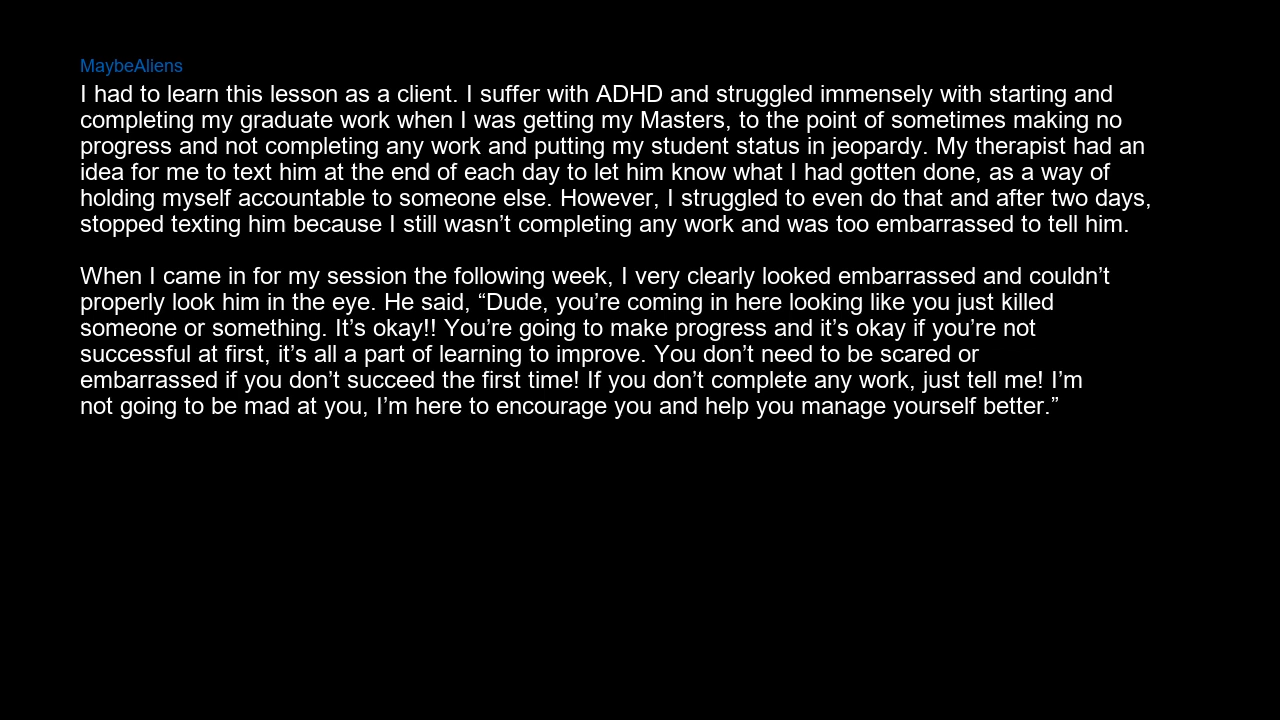 MaybeAliens
I had to learn this lesson as a client. I suffer with ADHD and struggled immensely with starting and
completing my graduate work when I was getting my Masters, to the point of sometimes making no
progress and not completing any work and putting my student status in jeopardy. My therapist had an
idea for me to text him at the end of each day to let him know what I had gotten done, as a way of
holding myself accountable to someone else. However, I struggled to even do that and after two days,
stopped texting him because I still wasn’t completing any work and was too embarrassed to tell him.
When I came in for my session the following week, I very clearly looked embarrassed and couldn’t
properly look him in the eye. He said, “Dude, you’re coming in here looking like you just killed
someone or something. It’s okay!! You’re going to make progress and it’s okay if you’re not
successful at first, it’s all a part of learning to improve. You don’t need to be scared or
embarrassed if you don’t succeed the first time! If you don’t complete any work, just tell me! I’m
not going to be mad at you, I’m here to encourage you and help you manage yourself better.”